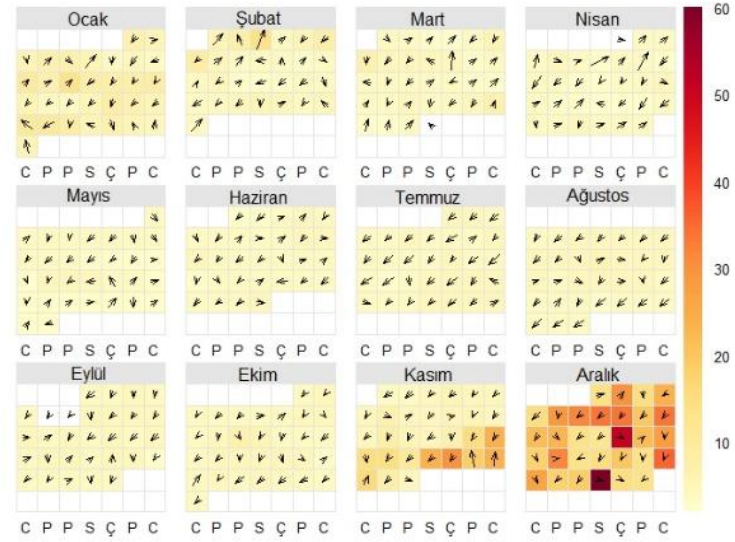 Ocak Şubat Mart Nisan
C P P S Ç P C C P P S Ç P C C P P S Ç P C C P P S Ç P C
Mayıs Haziran Temmuz Ağustos
C P P S Ç P C C P P S Ç P C C P P S Ç P C C P P S Ç P C
Eylül Ekim Kasım Aralık
C P P S Ç P C C P P S Ç P C C P P S Ç P C C P P S Ç P C
60
50
40
30
20
10